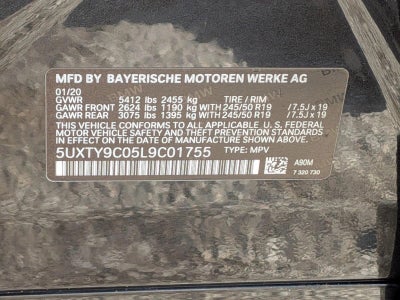 MFD BY BAYERISCHE MOTOREN WERKE AG
01/20
GVWR 5412 lbs 2455 kg TIRE / RIM
GAWR FRONT 2624 lbs 1190 kg WITH 245/50 R19 / 7.5J x 19
GAWR REAR 3075 lbs 1395 kg WITH 245/50 R19 / 7.5J x 19
THIS VEHICLE CONFORMS TO ALL APPLICABLE U.S. FEDERAL
MOTOR VEHICLE SAFETY AND THEFT PREVENTION STANDARDS
IN EFFECT ON THE DATE OF MANUFACTURE SHOWN ABOVE.
5UXTY9C05L9C01755 TYPE: MPV
A90M
7 320 730